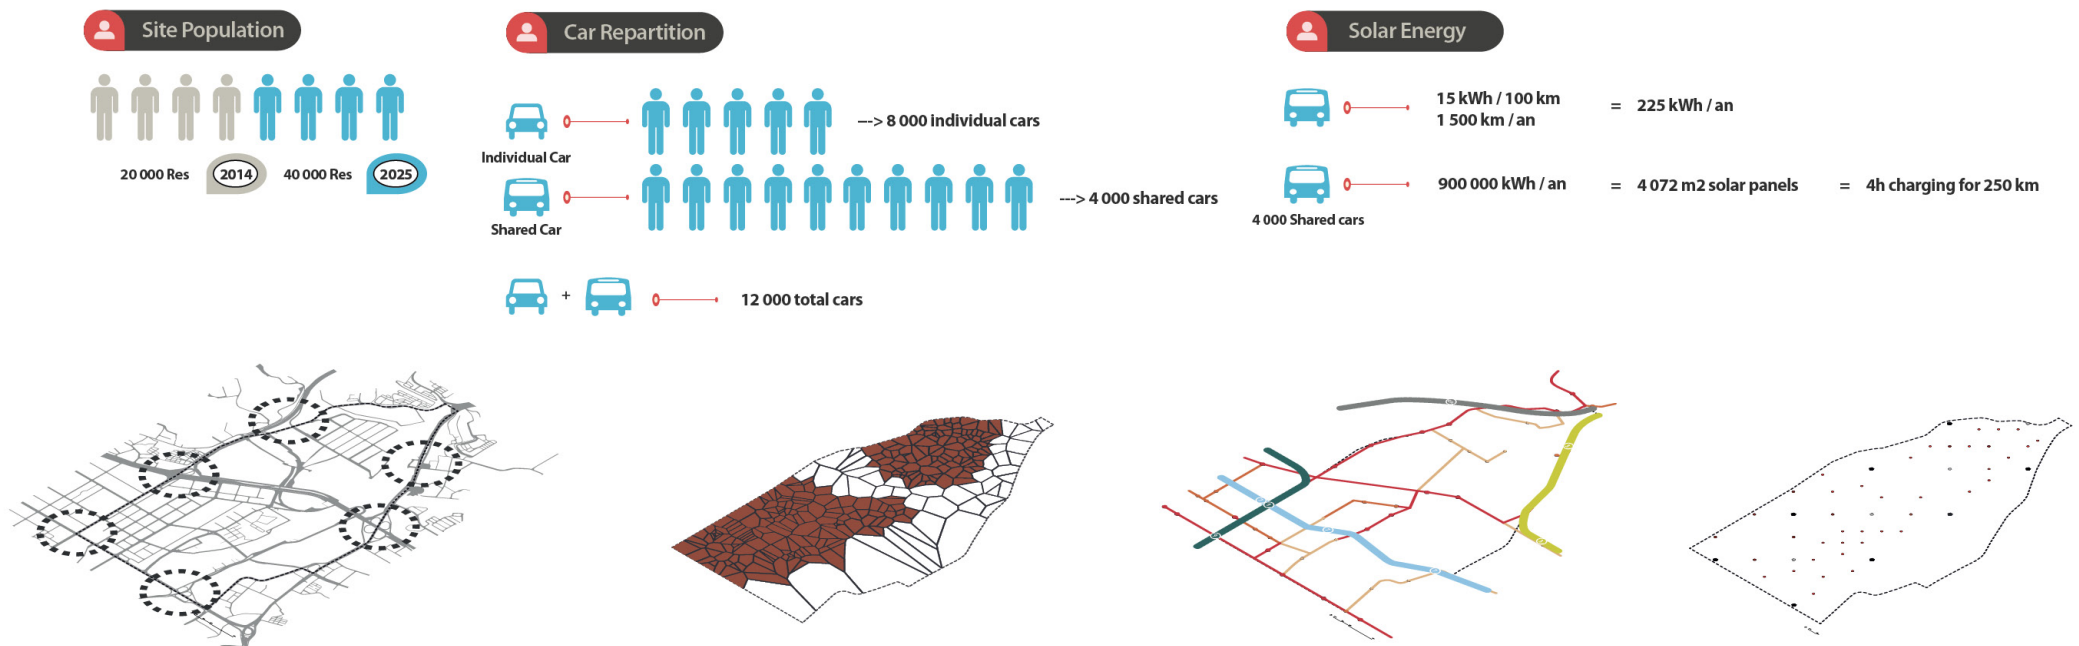 Site Population
20 000 Res
2014
40 000 Res
2025
Car Repartition
Individual Car
---> 8 000 individual cars
Shared Car
---> 4 000 shared cars
+
12 000 total cars
Solar Energy
15 kWh / 100 km
1 500 km / an
= 225 kWh / an
4 000 Shared cars
900 000 kWh / an = 4 072 m2 solar panels = 4h charging for 250 km